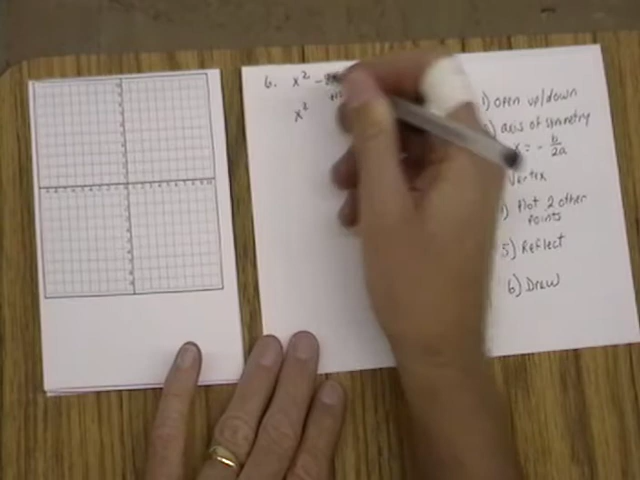 6. x² -
x²
1) open up/down
axis of symmetry
x = - b/2a
Vertex
) Plot 2 other
points
5) Reflect
6) Draw